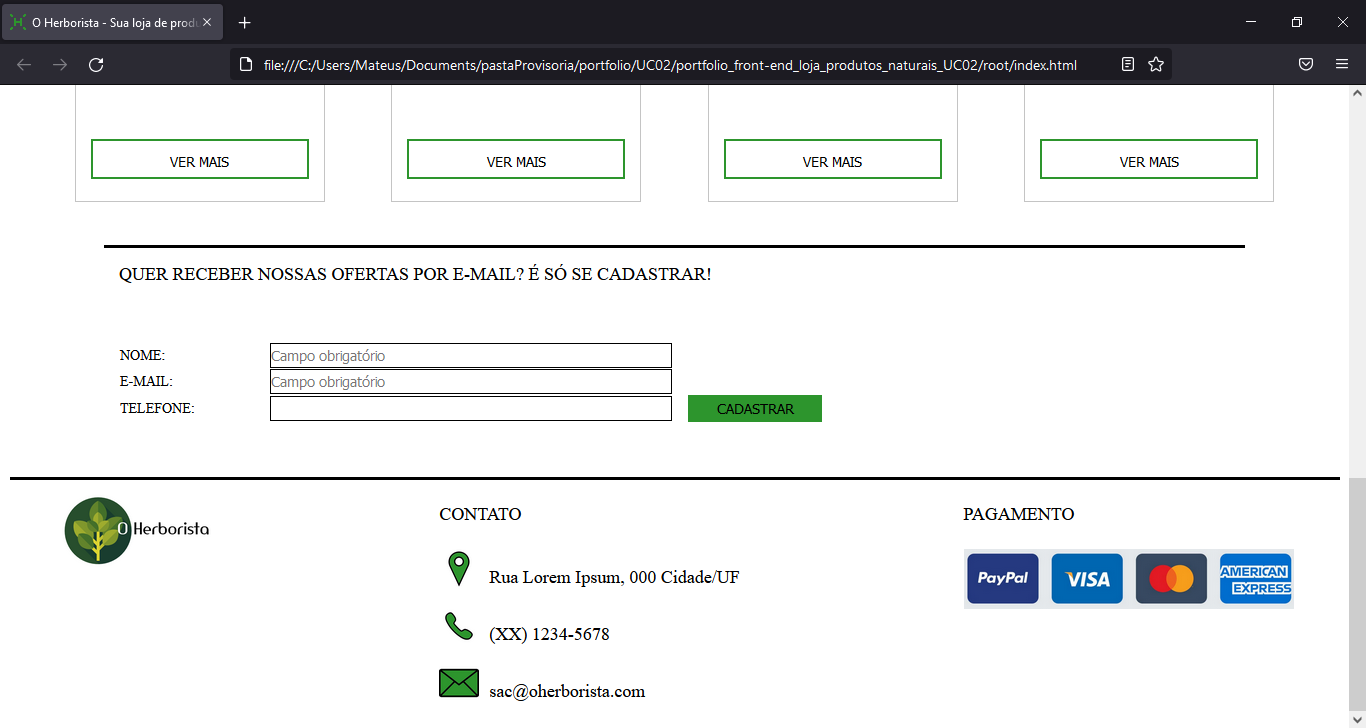 O Herborista - Sua loja de produ
file:///C:/Users/Mateus/Documents/pastaProvisoria/portfolio/UC02/portfolio_front-end_loja_produtos_naturais_UC02/root/index.html
VER MAIS VER MAIS VER MAIS VER MAIS
QUER RECEBER NOSSAS OFERTAS POR E-MAIL? É SÓ SE CADASTRAR!
NOME: Campo obrigatório
E-MAIL: Campo obrigatório
TELEFONE: CADASTRAR
O Herborista
CONTATO
Rua Lorem Ipsum, 000 Cidade/UF
(XX) 1234-5678
sac@oherborista.com
PAGAMENTO
PayPal VISA AMERICAN EXPRESS